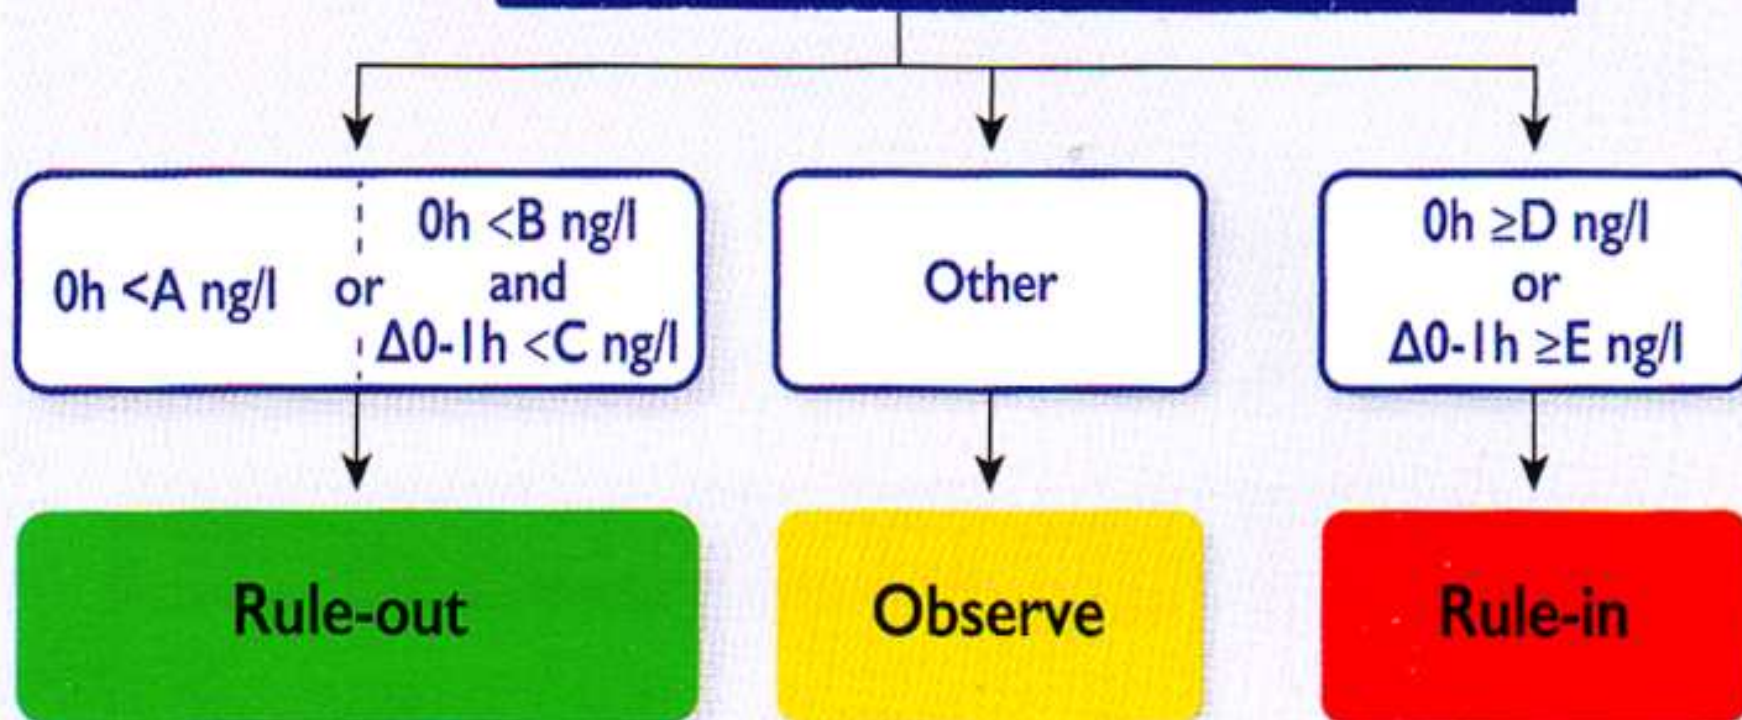 0h <A ng/l or
0h <B ng/l
and
Δ0-1h <C ng/l
Other
0h ≥D ng/l
or
Δ0-1h ≥E ng/l
Rule-out
Observe
Rule-in